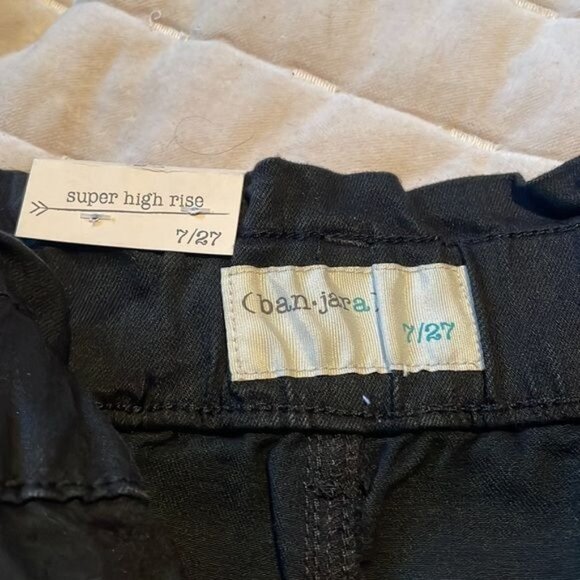 super high rise
7/27
(ban·jara)
7/27